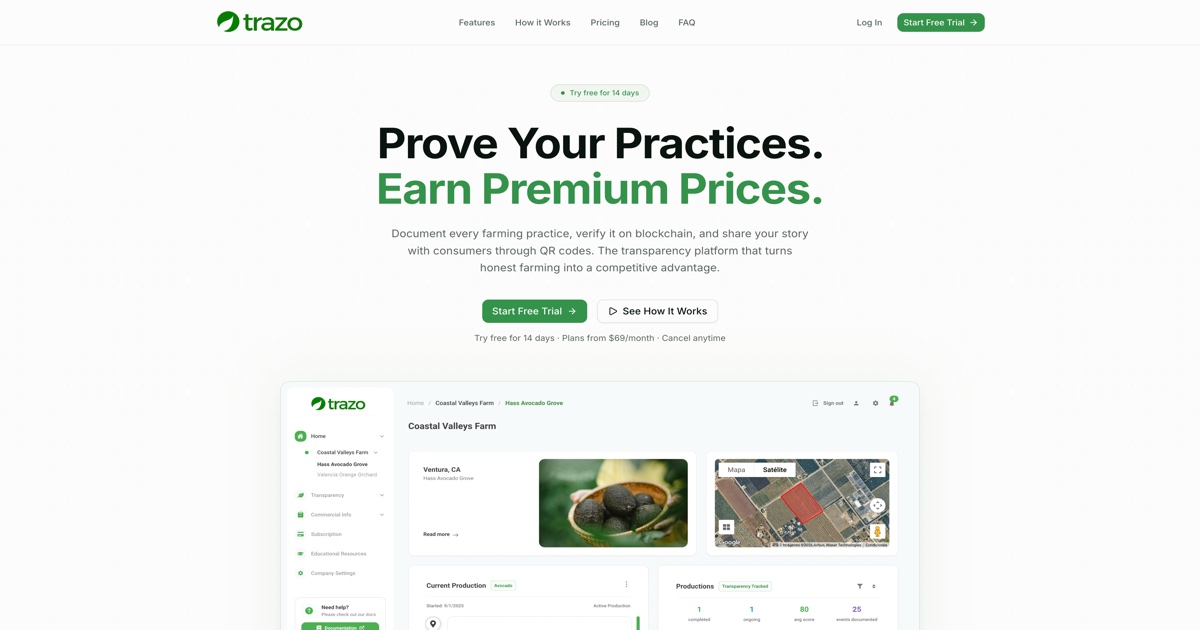 trazo
Features How it Works Pricing Blog FAQ
Log In Start Free Trial →
Try free for 14 days
Prove Your Practices.
Earn Premium Prices.
Document every farming practice, verify it on blockchain, and share your story
with consumers through QR codes. The transparency platform that turns
honest farming into a competitive advantage.
Start Free Trial →
See How It Works
Try free for 14 days · Plans from $69/month · Cancel anytime
trazo
Home
Coastal Valleys Farm
Hass Avocado Grove
Valencia Orange Orchard
Transparency
Commercial Info
Subscription
Educational Resources
Company Settings
Need help?
Please check out our docs
Documentation
Home / Coastal Valleys Farm / Hass Avocado Grove
Sign out
Coastal Valleys Farm
Ventura, CA
Hass Avocado Grove
Read more →
Mapa Satélite
Google
Current Production Avocado
Started: 9/1/2025 Active Production
Productions Transparency Tracked
1 1 80 25
completed ongoing avg score events documented